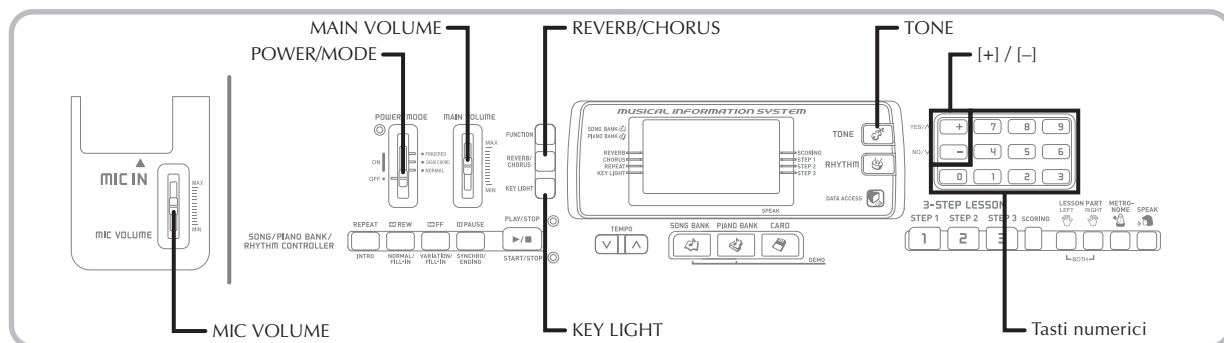 MAIN VOLUME
REVERB/CHORUS
TONE
POWER/MODE
[+] / [–]
MUSICAL INFORMATION SYSTEM
POWER/MODE
MAIN VOLUME
SONG BANK
PIANO BANK
FUNCTION
TONE
YES/∧
+ 7 8 9
MAX
• FINGERED
• CASIO CHORD
• NORMAL
ON
OFF •
MIN
REVERB/
CHORUS
REVERB
CHORUS
REPEAT
KEY LIGHT
SCORING
STEP 1
STEP 2
STEP 3
RHYTHM
NO/∨
– 4 5 6
0 1 2 3
MIC IN
KEY LIGHT
DATA ACCESS
MAX
MIN
MIC VOLUME
SPEAK
3-STEP LESSON
STEP 1 STEP 2 STEP 3 SCORING
LESSON PART
LEFT RIGHT
METRO-
NOME
SPEAK
SONG/PIANO BANK/
RHYTHM CONTROLLER
REPEAT REW FF PAUSE
PLAY/STOP
TEMPO
SONG BANK PIANO BANK CARD
1 2 3
INTRO
NORMAL/
FILL-IN
VARIATION/
FILL-IN
SYNCHRO/
ENDING
START/STOP
DEMO
BOTH
MIC VOLUME
KEY LIGHT
Tasti numerici